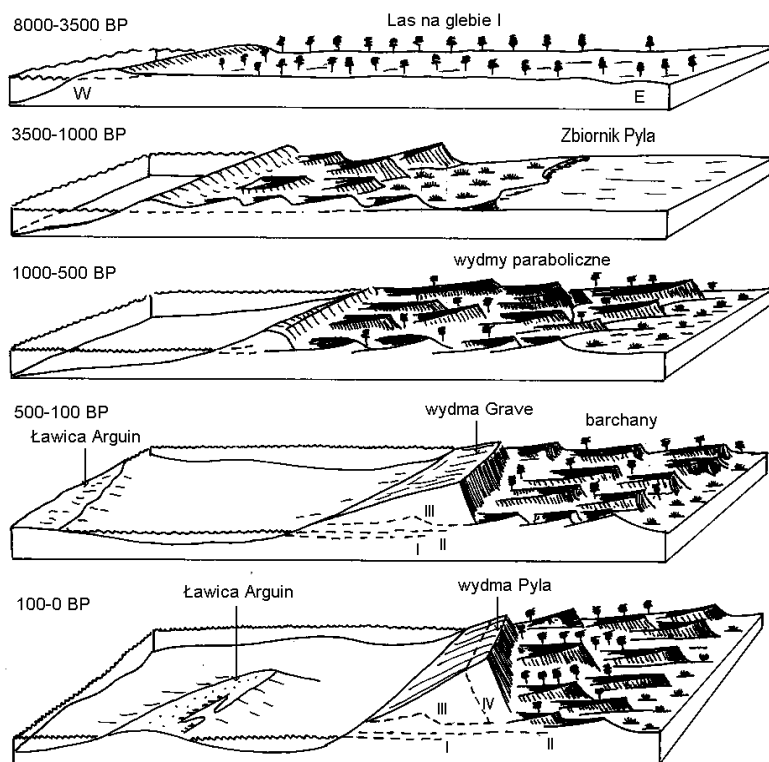 8000-3500 BP
Las na glebie I
W
E
3500-1000 BP
Zbiornik Pyla
1000-500 BP
wydmy paraboliczne
500-100 BP
wydma Grave
barchany
Ławica Arguin
III
II
I
100-0 BP
Ławica Arguin
wydma Pyla
III
IV
I
II